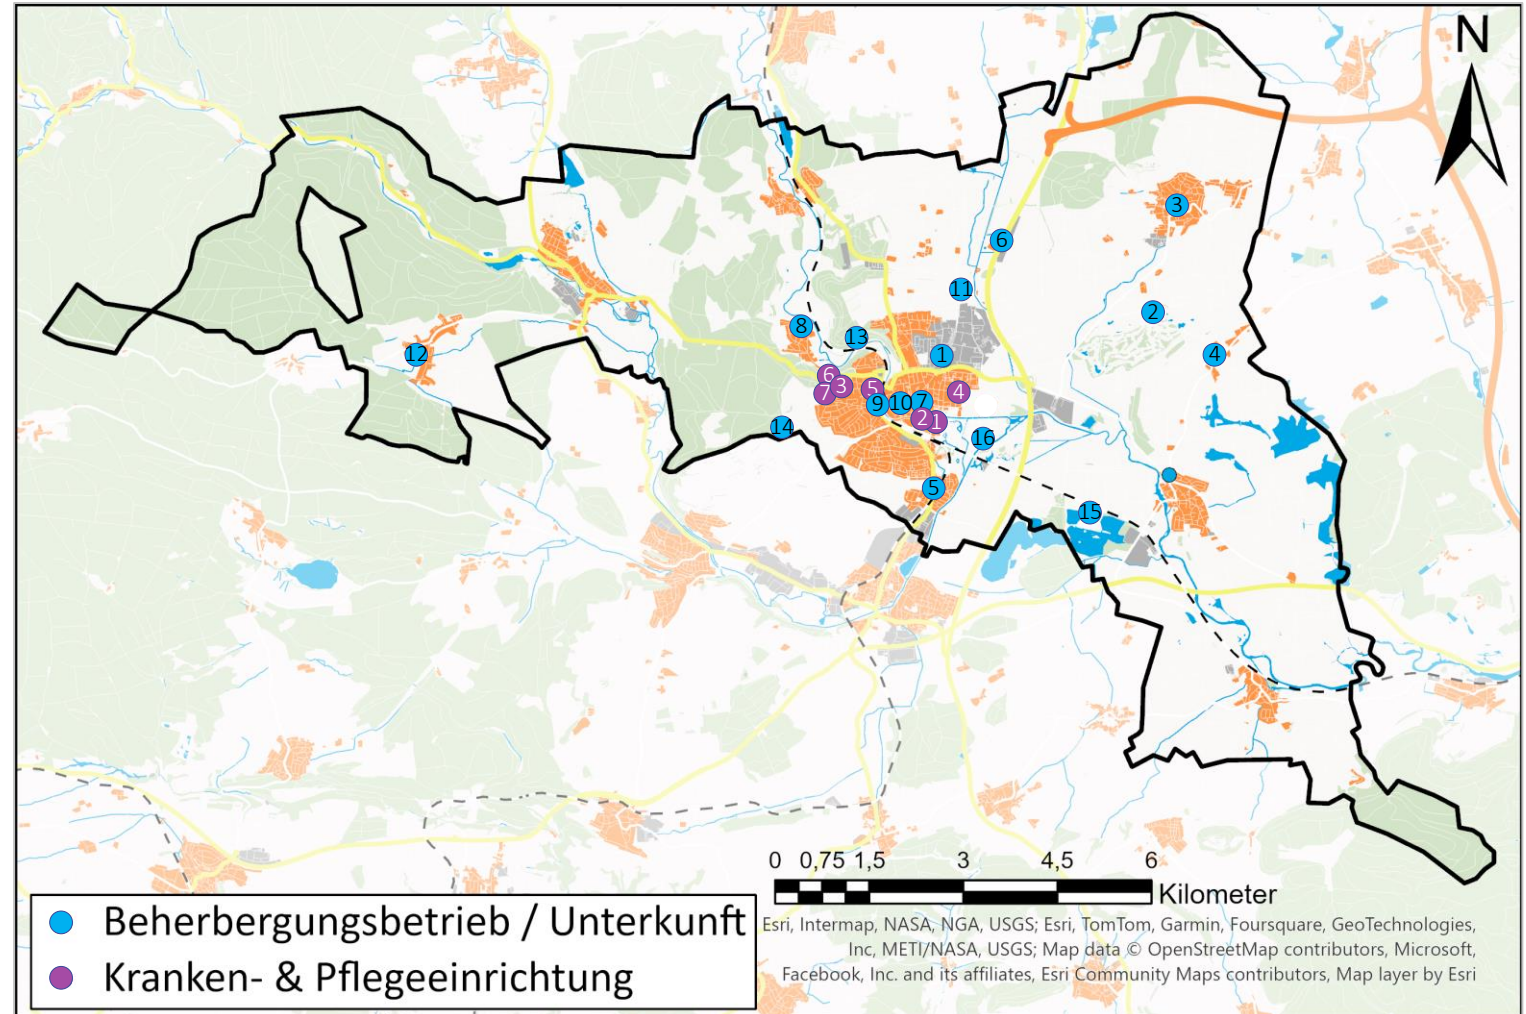 N
3
6
11
2
8
13
1
4
12
6
3
7
5
4
9
10
7
2
1
14
16
5
15
0 0,75 1,5 3 4,5 6
Kilometer
Beherbergungsbetrieb / Unterkunft
Kranken- & Pflegeeinrichtung
Esri, Intermap, NASA, NGA, USGS; Esri, TomTom, Garmin, Foursquare, GeoTechnologies,
Inc, METI/NASA, USGS; Map data © OpenStreetMap contributors, Microsoft,
Facebook, Inc. and its affiliates, Esri Community Maps contributors, Map layer by Esri